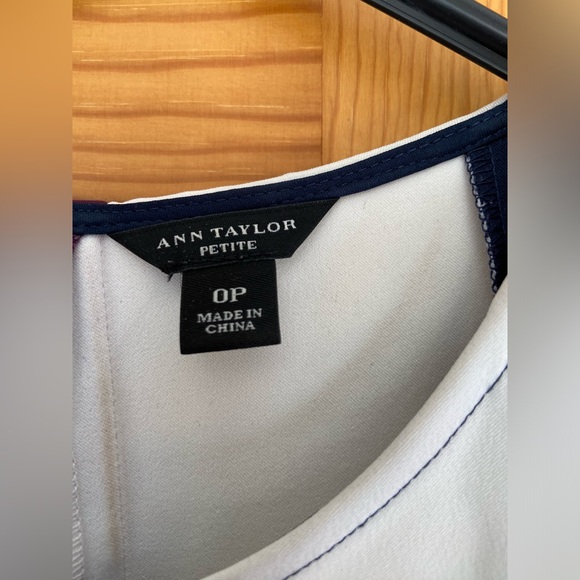 ANN TAYLOR
PETITE
0P
MADE IN
CHINA